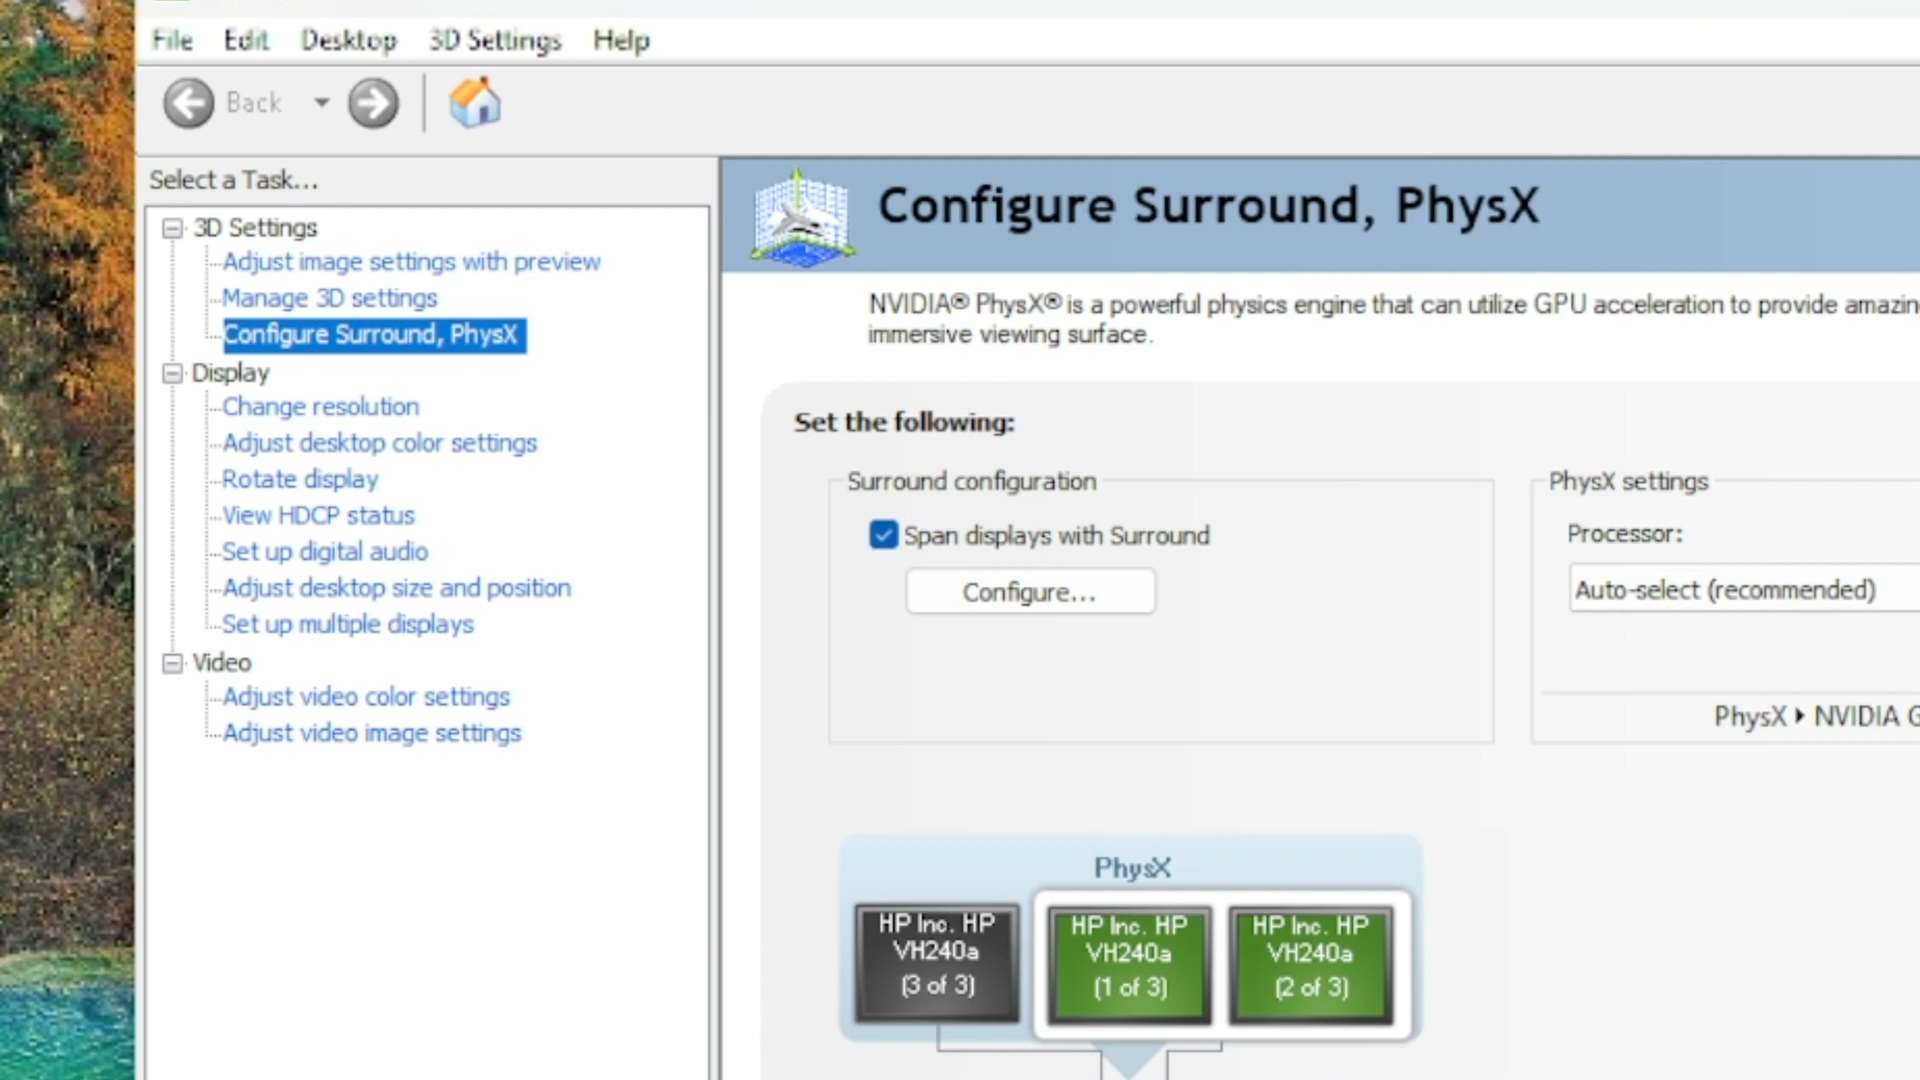 File Edit Desktop 3D Settings Help
Back
Select a Task...
3D Settings
Adjust image settings with preview
Manage 3D settings
Configure Surround, PhysX
Display
Change resolution
Adjust desktop color settings
Rotate display
View HDCP status
Set up digital audio
Adjust desktop size and position
Set up multiple displays
Video
Adjust video color settings
Adjust video image settings
Configure Surround, PhysX
NVIDIA® PhysX® is a powerful physics engine that can utilize GPU acceleration to provide amazin
immersive viewing surface.
Set the following:
Surround configuration
Span displays with Surround
Configure...
PhysX settings
Processor:
Auto-select (recommended)
PhysX NVIDIA G
PhysX
HP Inc. HP
VH240a
(3 of 3)
HP Inc. HP
VH240a
(1 of 3)
HP Inc. HP
VH240a
(2 of 3)